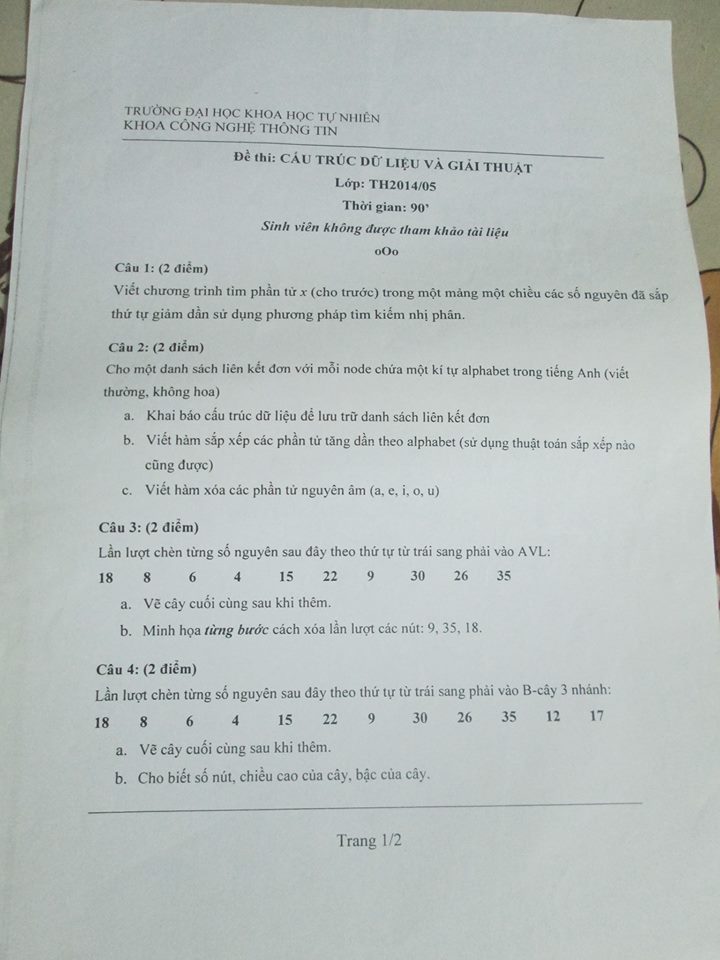 TRƯỜNG ĐẠI HỌC KHOA HỌC TỰ NHIÊN
KHOA CÔNG NGHỆ THÔNG TIN
Đề thi: CẤU TRÚC DỮ LIỆU VÀ GIẢI THUẬT
Lớp: TH2014/05
Thời gian: 90’
Sinh viên không được tham khảo tài liệu
oOo
Câu 1: (2 điểm)
Viết chương trình tìm phần tử x (cho trước) trong một mảng một chiều các số nguyên đã sắp
thứ tự giảm dần sử dụng phương pháp tìm kiếm nhị phân.
Câu 2: (2 điểm)
Cho một danh sách liên kết đơn với mỗi node chứa một kí tự alphabet trong tiếng Anh (viết
thường, không hoa)
a. Khai báo cấu trúc dữ liệu để lưu trữ danh sách liên kết đơn
b. Viết hàm sắp xếp các phần tử tăng dần theo alphabet (sử dụng thuật toán sắp xếp nào
cũng được)
c. Viết hàm xóa các phần tử nguyên âm (a, e, i, o, u)
Câu 3: (2 điểm)
Lần lượt chèn từng số nguyên sau đây theo thứ tự từ trái sang phải vào AVL:
18 8 6 4 15 22 9 30 26 35
a. Vẽ cây cuối cùng sau khi thêm.
b. Minh họa từng bước cách xóa lần lượt các nút: 9, 35, 18.
Câu 4: (2 điểm)
Lần lượt chèn từng số nguyên sau đây theo thứ tự từ trái sang phải vào B-cây 3 nhánh:
18 8 6 4 15 22 9 30 26 35 12 17
a. Vẽ cây cuối cùng sau khi thêm.
b. Cho biết số nút, chiều cao của cây, bậc của cây.
Trang 1/2